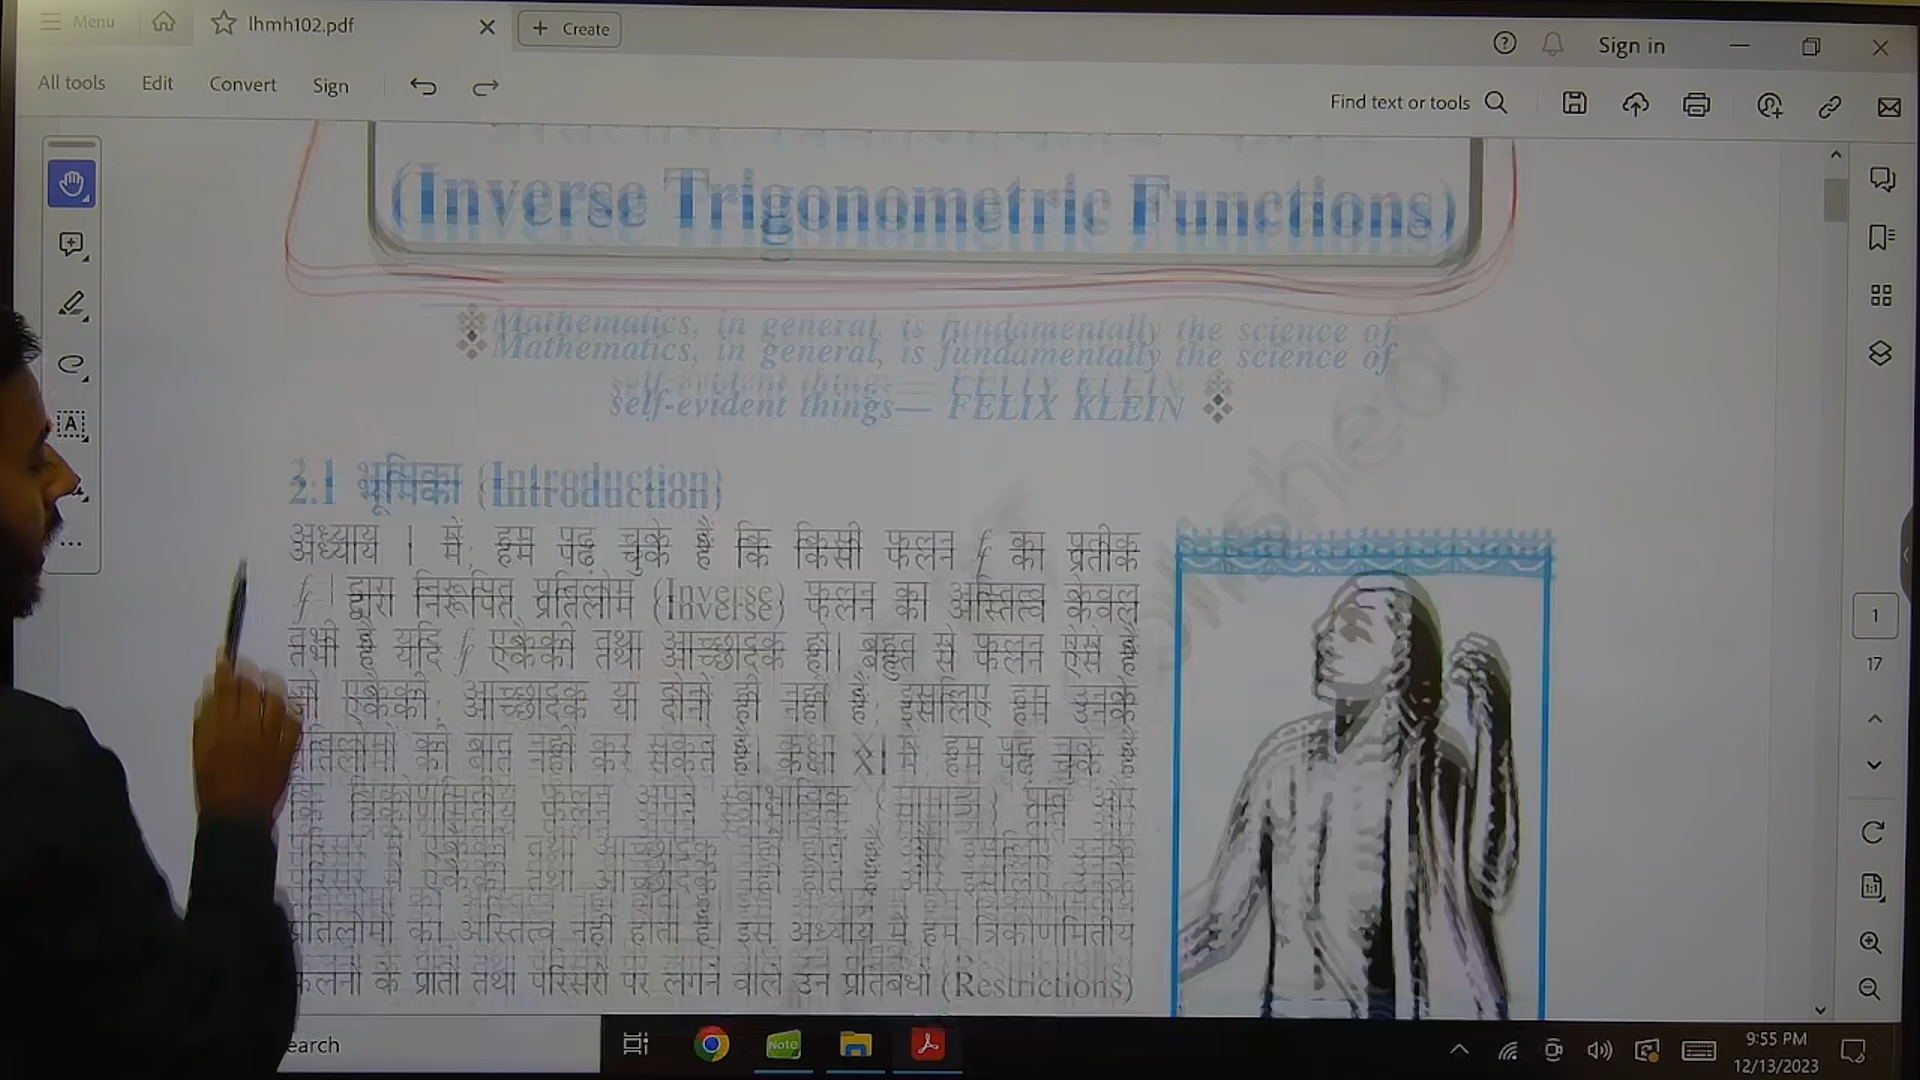 Menu
lhmh102.pdf
Create
Sign in
All tools Edit Convert Sign
Find text or tools
(Inverse Trigonometric Functions)
Mathematics, in general, is fundamentally the science of
self-evident things— FELIX KLEIN
2.1 भूमिका (Introduction)
अध्याय 1 में, हम पढ़ चुके हैं कि किसी फलन f का प्रतीक
f⁻¹ द्वारा निरूपित प्रतिलोम (Inverse) फलन का अस्तित्व केवल
तभी है यदि f एकैकी तथा आच्छादक हो। बहुत से फलन ऐसे हैं
जो एकैकी, आच्छादक या दोनों ही नहीं हैं, इसलिए हम उनके
प्रतिलोमों की बात नहीं कर सकते हैं। कक्षा XI में, हम पढ़ चुके
प्रतिलोमों का अस्तित्व नहीं होता है। इस अध्याय में हम त्रिकोणमितीय
फलनों के प्रांतों तथा परिसरों पर लगने वाले उन प्रतिबंधों (Restrictions)
1
17
earch
Note
9:55 PM
12/13/2023